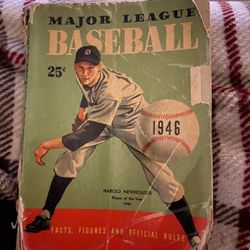 MAJOR LEAGUE
BASEBALL
25¢
1946
HAROLD NEWHOUSER
Player of the Year
1945
FACTS, FIGURES AND OFFICIAL RULES